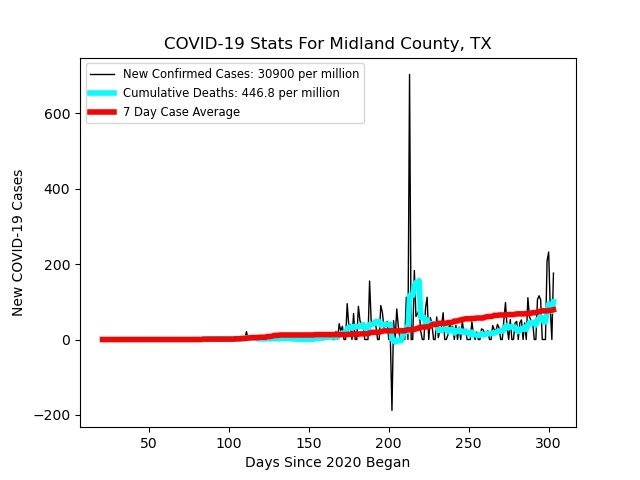 COVID-19 Stats For Midland County, TX
New Confirmed Cases: 30900 per million
Cumulative Deaths: 446.8 per million
7 Day Case Average
New COVID-19 Cases
600
400
200
0
−200
50 100 150 200 250 300
Days Since 2020 Began